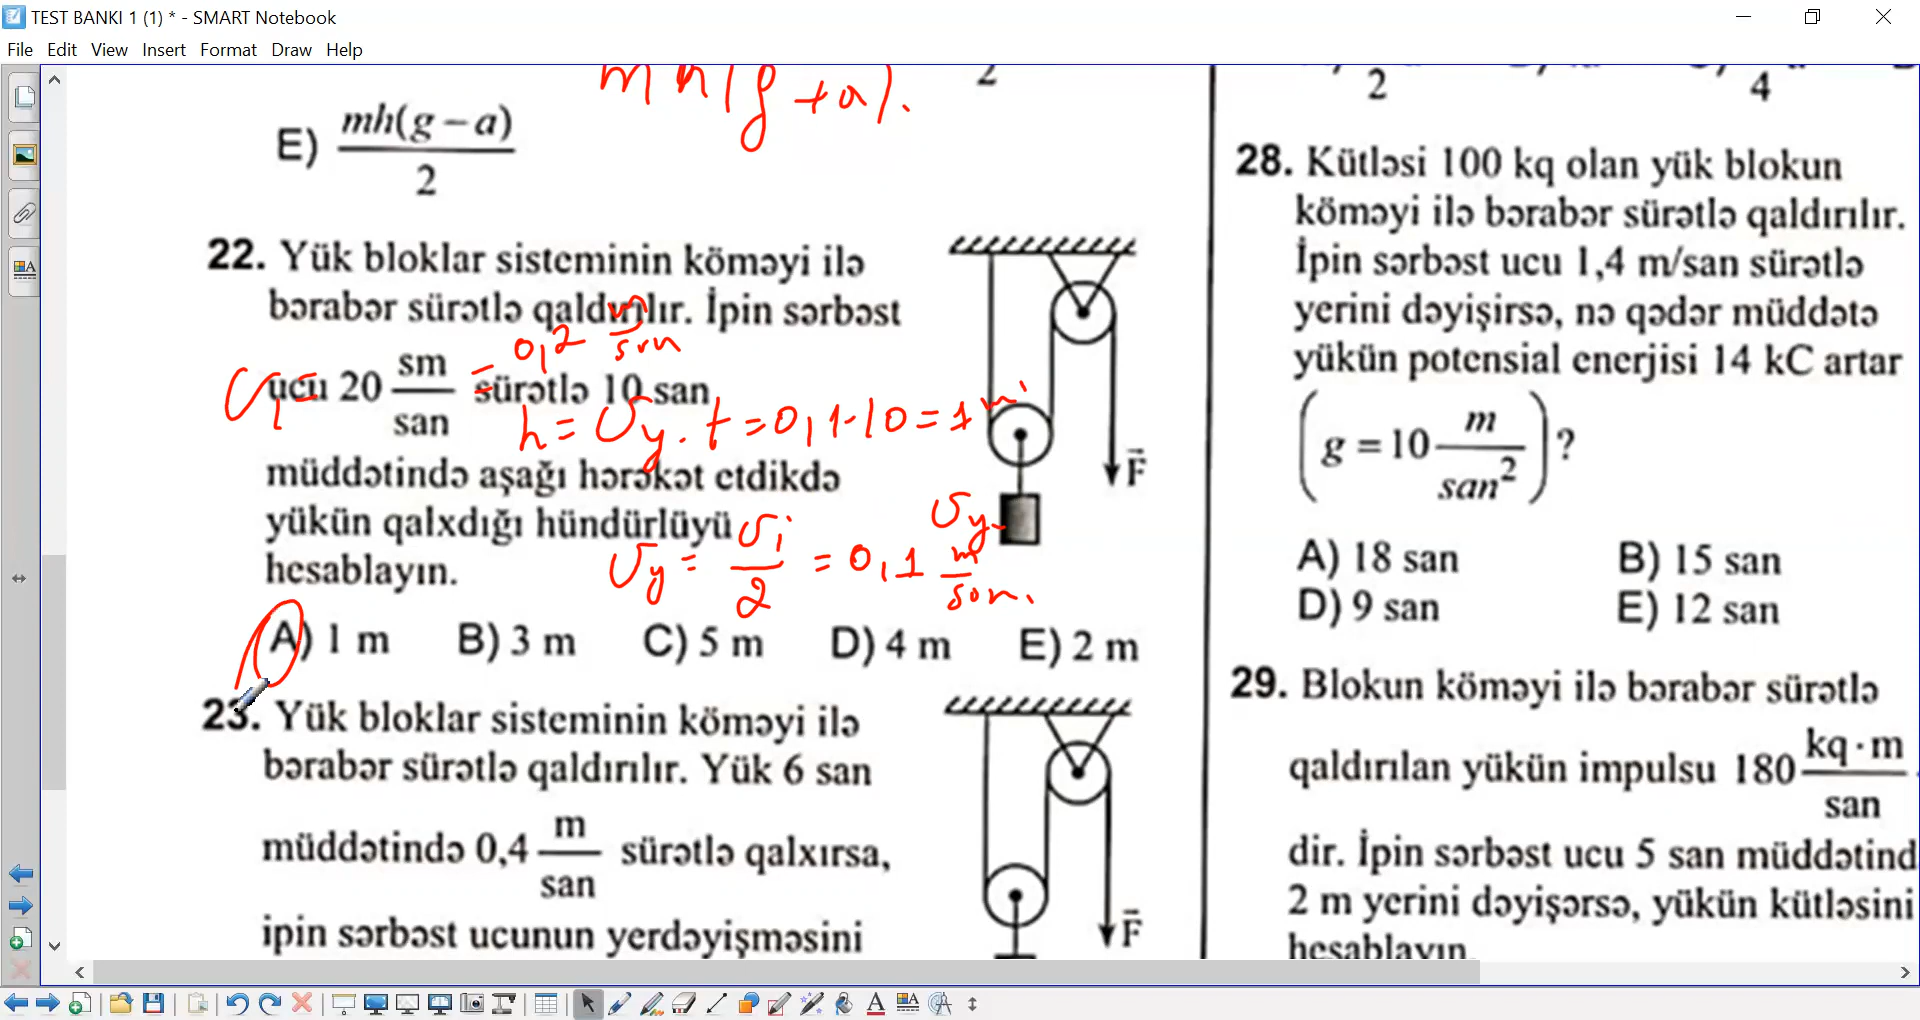 TEST BANKI 1 (1) * - SMART Notebook
File Edit View Insert Format Draw Help
mh(g+a).
2
E) mh(g – a)
2
22. Yük bloklar sisteminin köməyi ilə
bərabər sürətlə qaldırılır. İpin sərbəst
0,2 m/san
ucu 20 sm/san sürətlə 10 san
h = υy · t = 0,1·10 = 1 m
müddətində aşağı hərəkət etdikdə
yükün qalxdığı hündürlüyü
hesablayın.
υy = υi/2 = 0,1 m/san.
υy
F
A) 1 m B) 3 m C) 5 m D) 4 m E) 2 m
23. Yük bloklar sisteminin köməyi ilə
bərabər sürətlə qaldırılır. Yük 6 san
müddətində 0,4 m/san sürətlə qalxırsa,
ipin sərbəst ucunun yerdəyişməsini
F
2
4
28. Kütləsi 100 kq olan yük blokun
köməyi ilə bərabər sürətlə qaldırılır.
İpin sərbəst ucu 1,4 m/san sürətlə
yerini dəyişirsə, nə qədər müddətə
yükün potensial enerjisi 14 kC artar
(g = 10 m/san²)?
A) 18 san B) 15 san
D) 9 san E) 12 san
29. Blokun köməyi ilə bərabər sürətlə
qaldırılan yükün impulsu 180 kq · m/san
dir. İpin sərbəst ucu 5 san müddətind
2 m yerini dəyişərsə, yükün kütləsini
hesablayın